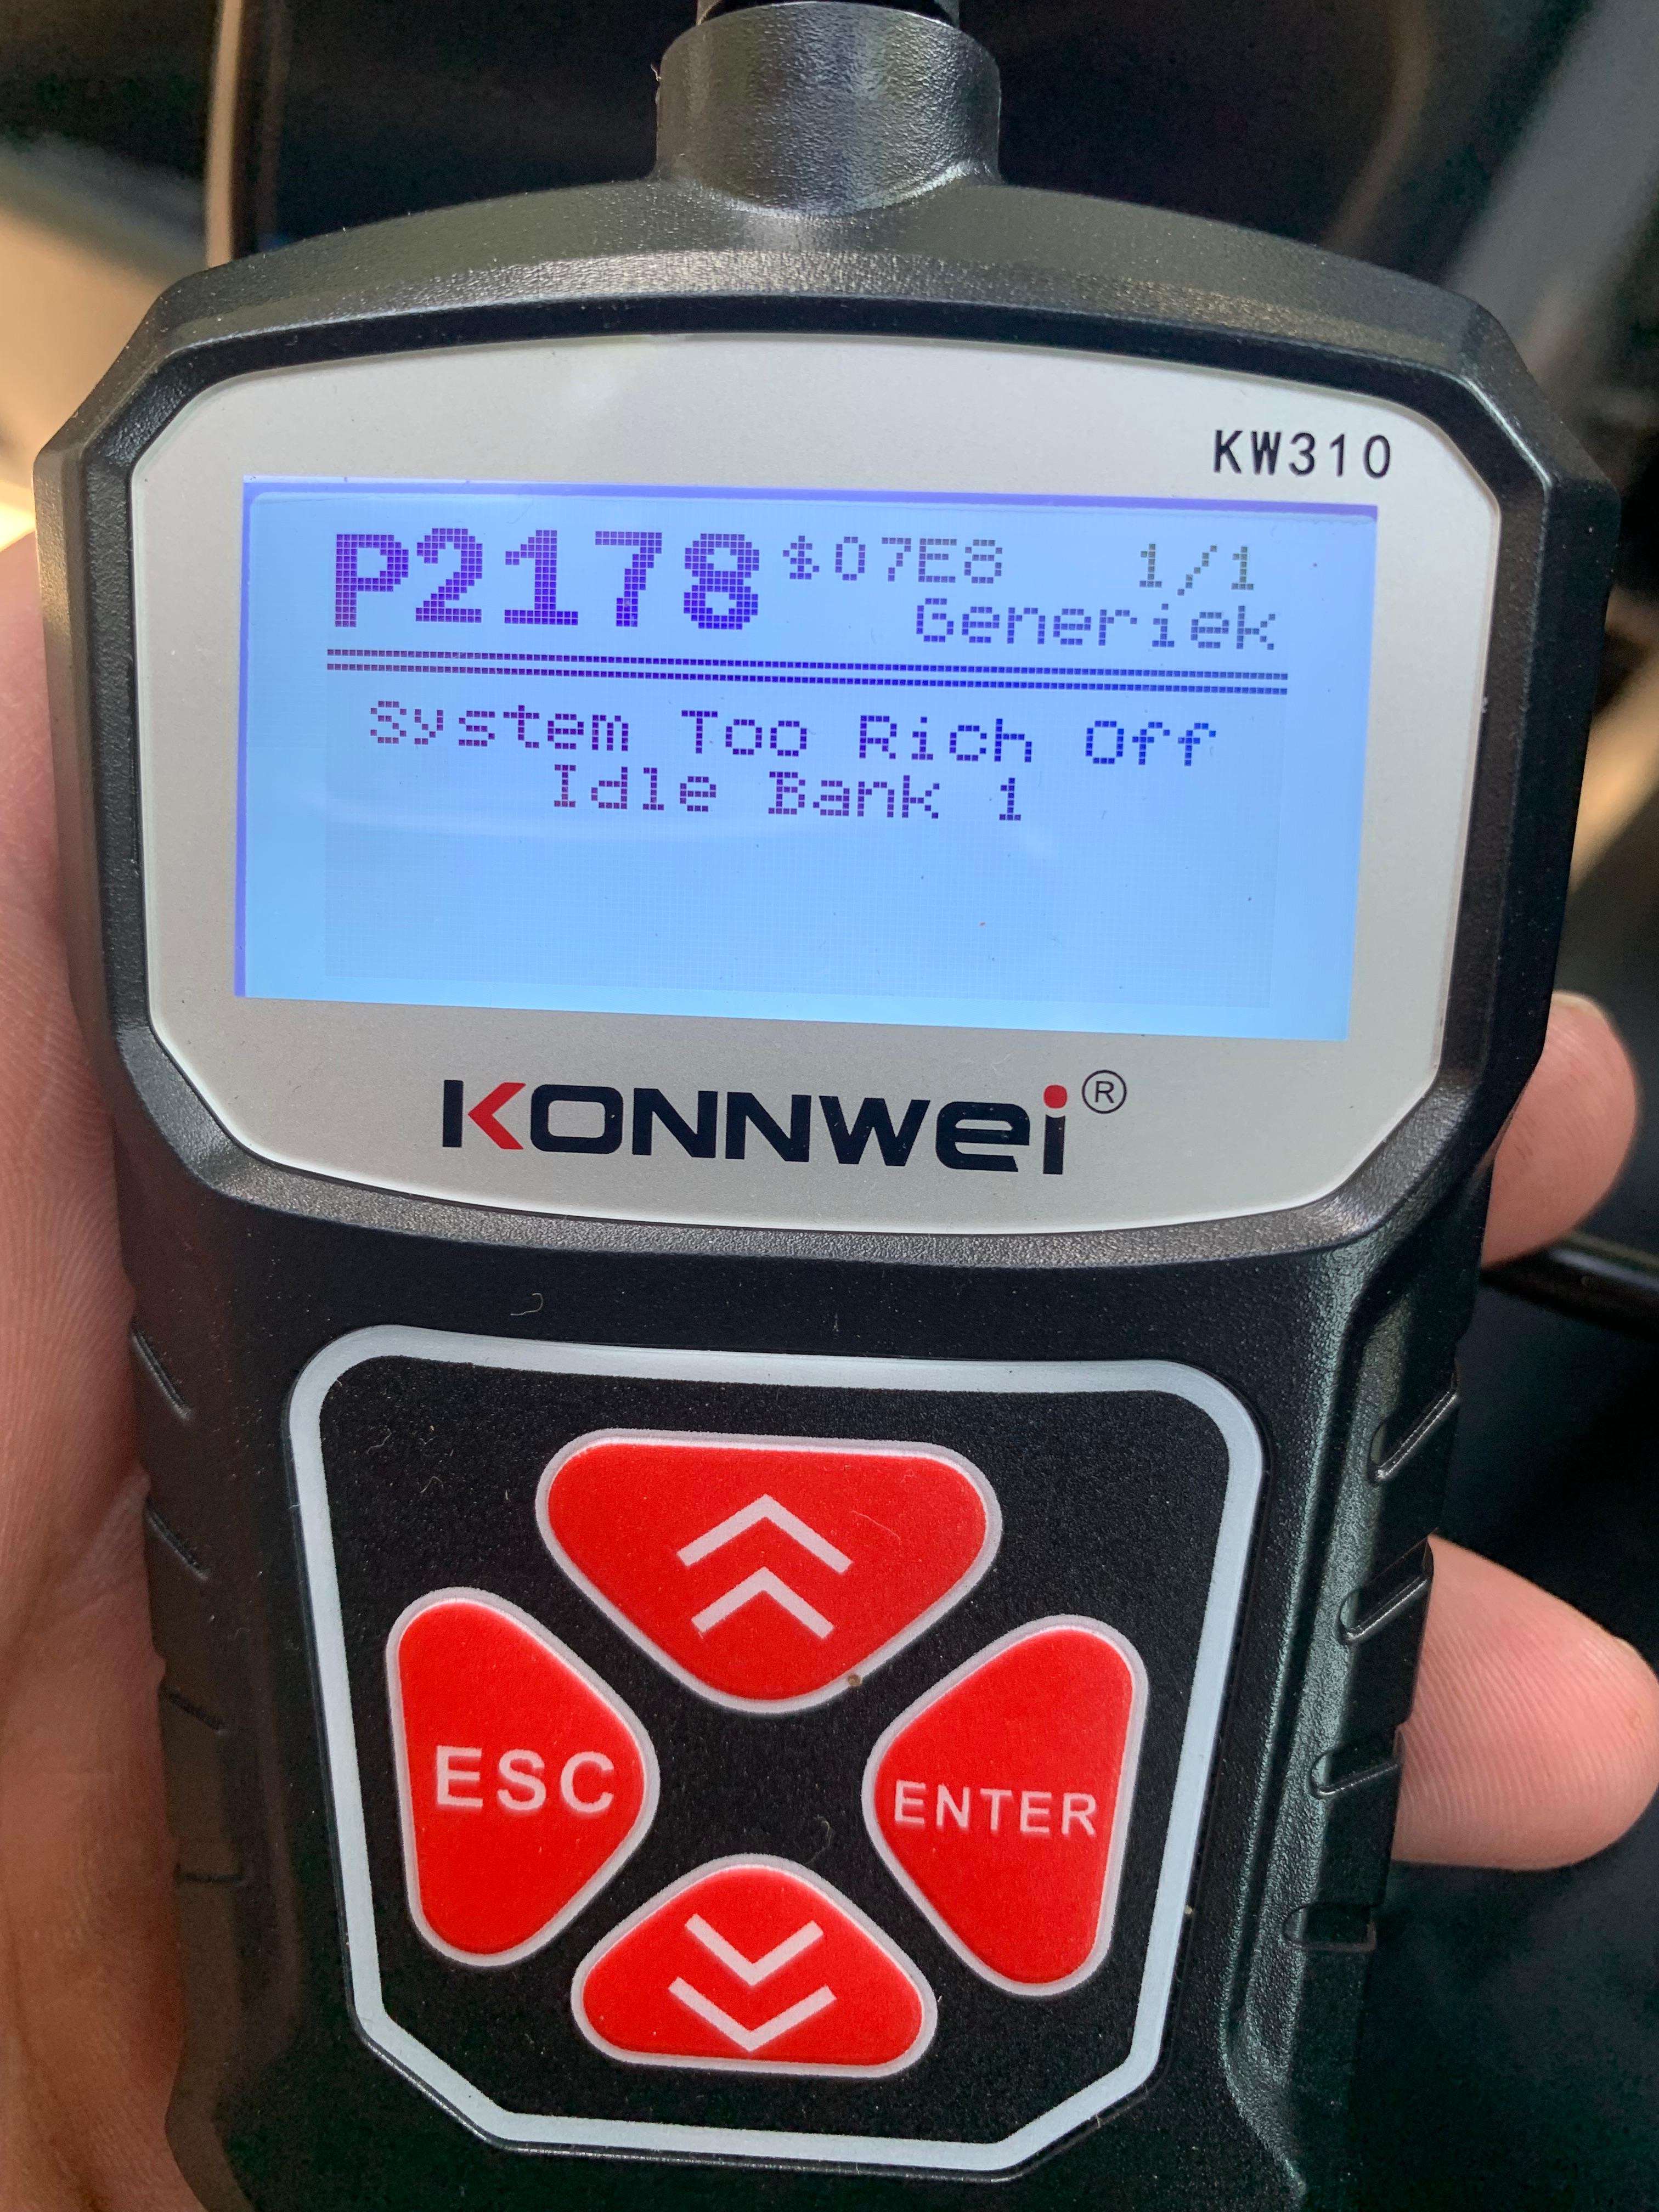 KW310
P2178 $07E8 1/1
Generiek
System Too Rich Off
Idle Bank 1
KONNWEI®
ESC
ENTER